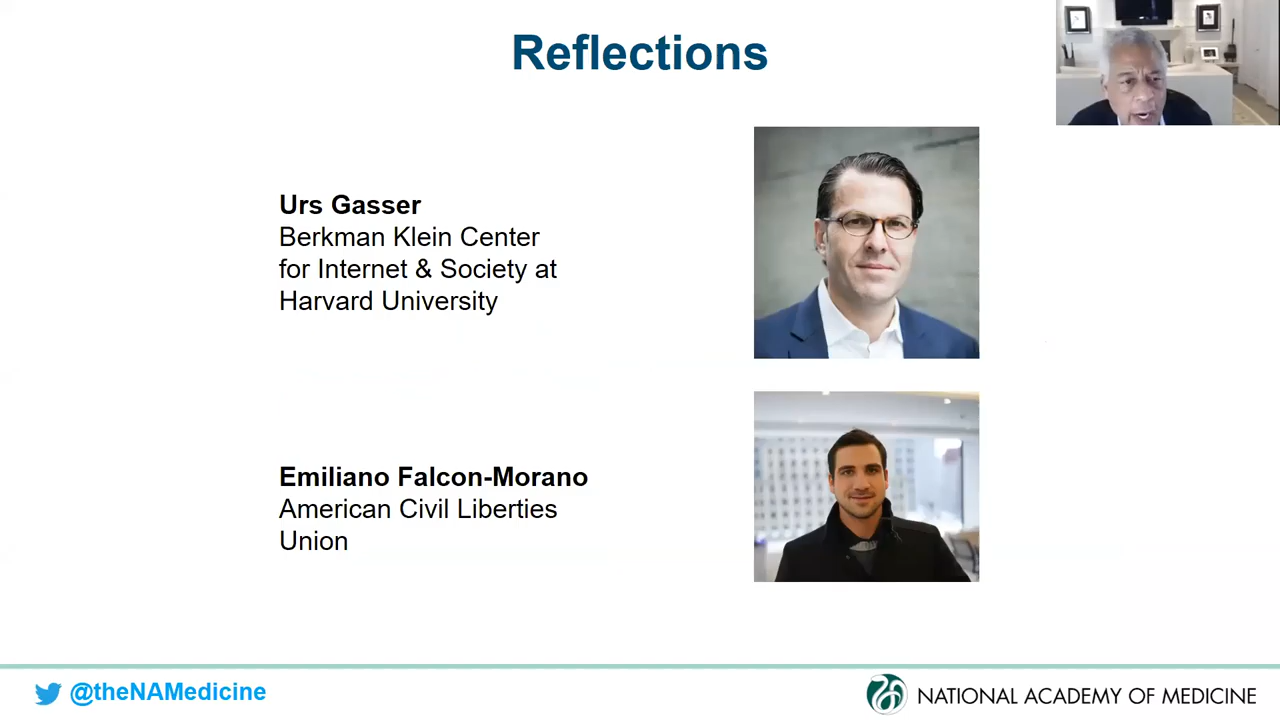 Reflections
Urs Gasser
Berkman Klein Center
for Internet & Society at
Harvard University
Emiliano Falcon-Morano
American Civil Liberties
Union
@theNAMedicine
NATIONAL ACADEMY OF MEDICINE